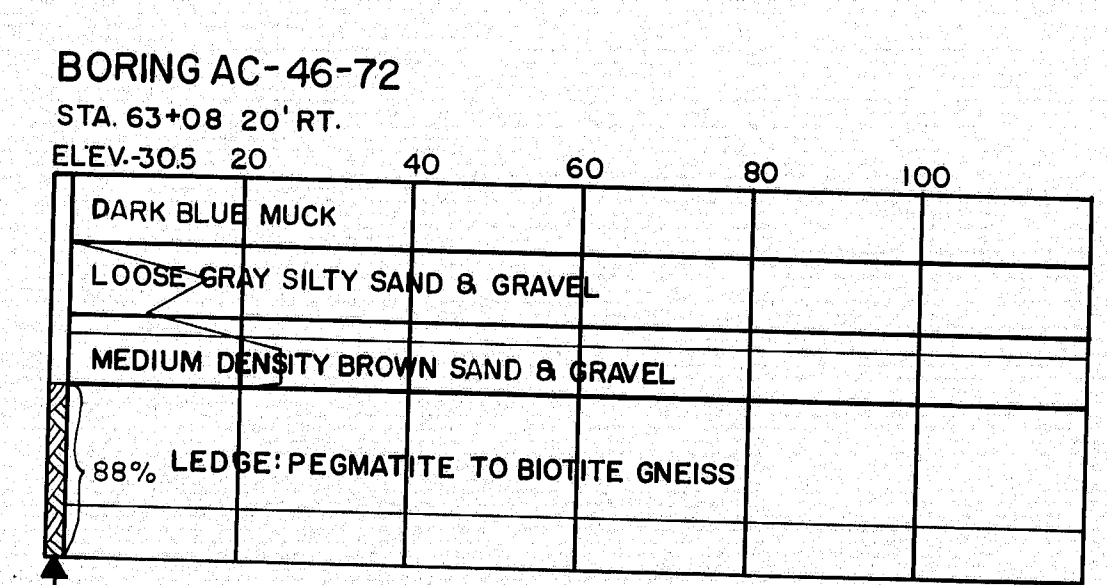 BORING AC-46-72
STA. 63+08 20' RT.
ELEV.-30.5 20 40 60 80 100
DARK BLUE MUCK
LOOSE GRAY SILTY SAND & GRAVEL
MEDIUM DENSITY BROWN SAND & GRAVEL
88% LEDGE: PEGMATITE TO BIOTITE GNEISS